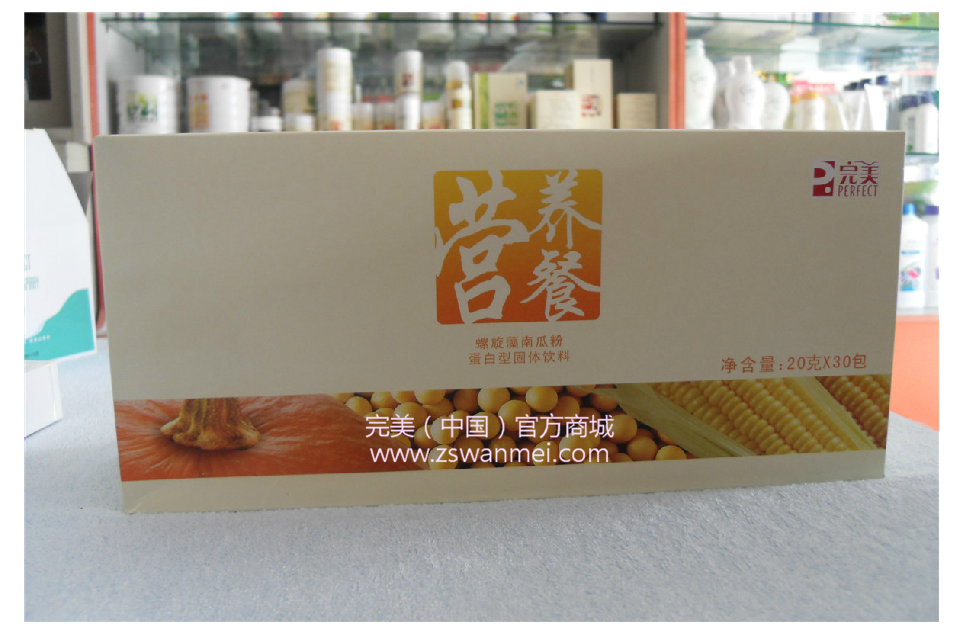 完美
PERFECT
营养
餐
螺旋藻南瓜粉
蛋白型固体饮料
净含量:20克X30包
完美（中国）官方商城
www.zswanmei.com